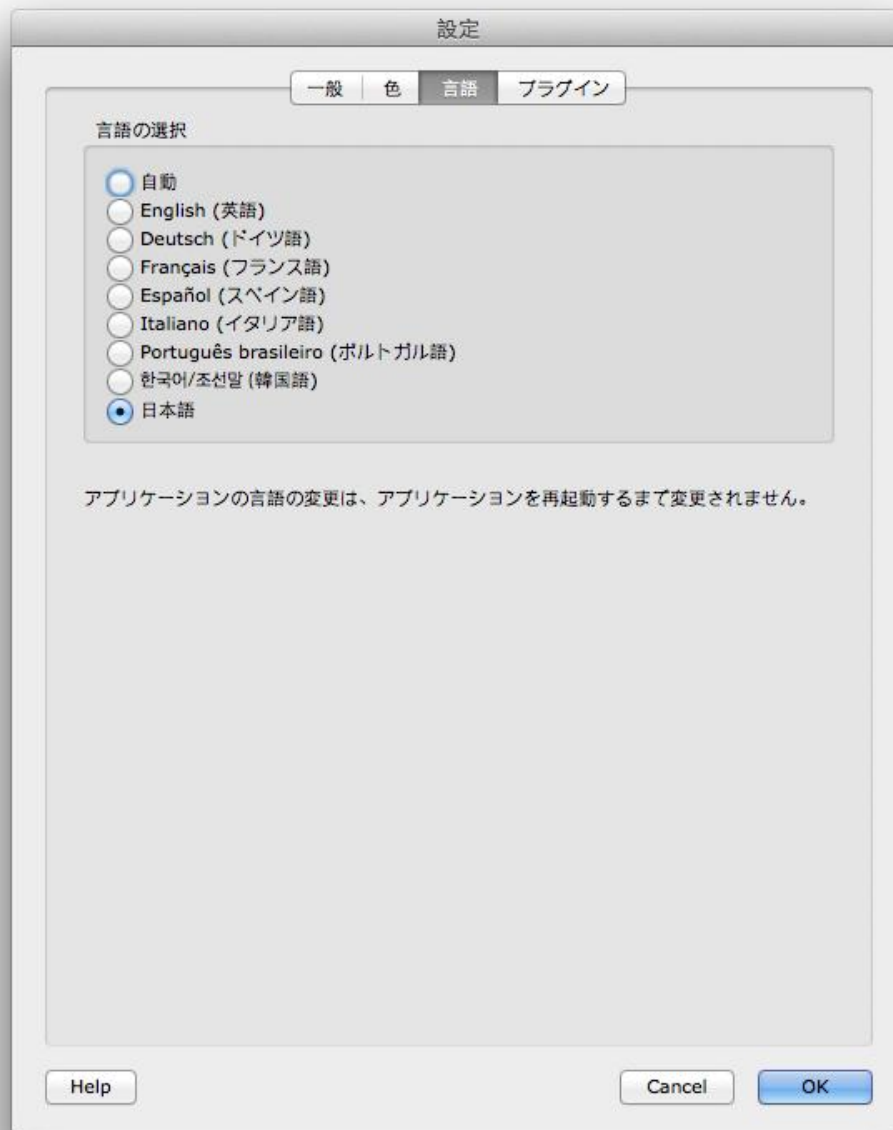 設定
一般 色 言語 プラグイン
言語の選択
自動
English (英語)
Deutsch (ドイツ語)
Français (フランス語)
Español (スペイン語)
Italiano (イタリア語)
Português brasileiro (ポルトガル語)
한국어/조선말 (韓国語)
日本語
アプリケーションの言語の変更は、アプリケーションを再起動するまで変更されません。
Help Cancel OK